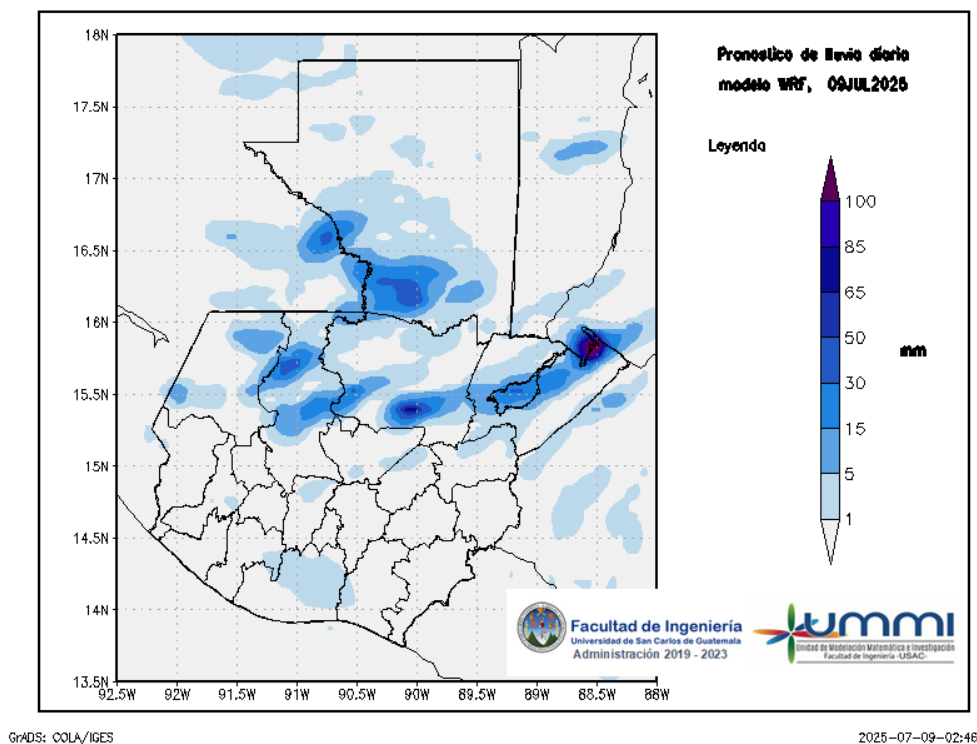 Pronostico de lluvia diaria
modelo WRF, 09JUL2025
Leyenda
100
85
65
50
30
15
5
1
mm
18N
17.5N
17N
16.5N
16N
15.5N
15N
14.5N
14N
13.5N
92.5W 92W 91.5W 91W 90.5W 90W 89.5W 89W 88.5W 88W
Facultad de Ingeniería
Universidad de San Carlos de Guatemala
Administración 2019 - 2023
ummi
Unidad de Modelación Matemática e Investigación
Facultad de Ingeniería -USAC-
GrADS: COLA/IGES
2025-07-09-02:46